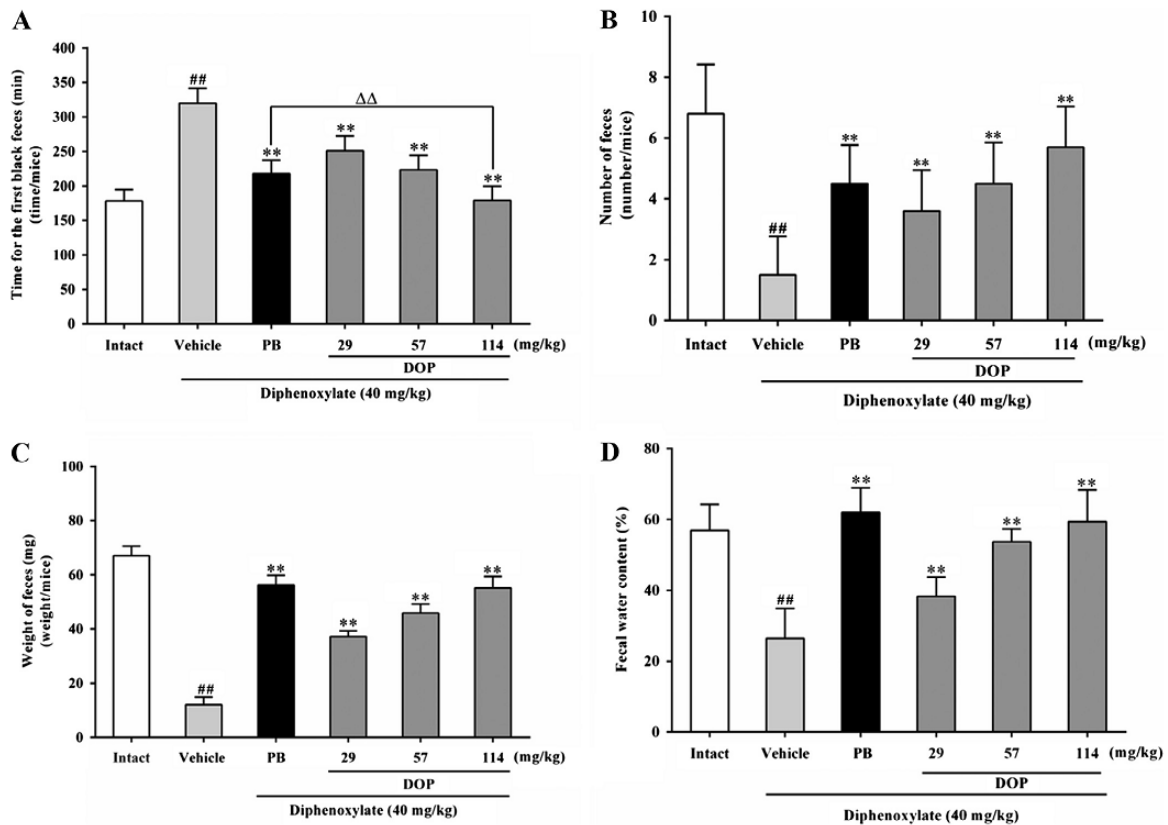 A
Time for the first black feces (min)
(time/mice)
400
350
300
250
200
150
100
50
0
##
**
**
**
**
ΔΔ
Intact Vehicle PB 29 57 114 (mg/kg)
DOP
Diphenoxylate (40 mg/kg)
B
Number of feces
(number/mice)
10
8
6
4
2
0
##
**
**
**
**
Intact Vehicle PB 29 57 114 (mg/kg)
DOP
Diphenoxylate (40 mg/kg)
C
Weight of feces (mg)
(weight/mice)
100
80
60
40
20
0
##
**
**
**
**
Intact Vehicle PB 29 57 114 (mg/kg)
DOP
Diphenoxylate (40 mg/kg)
D
Fecal water content (%)
80
60
40
20
0
##
**
**
**
**
Intact Vehicle PB 29 57 114 (mg/kg)
DOP
Diphenoxylate (40 mg/kg)